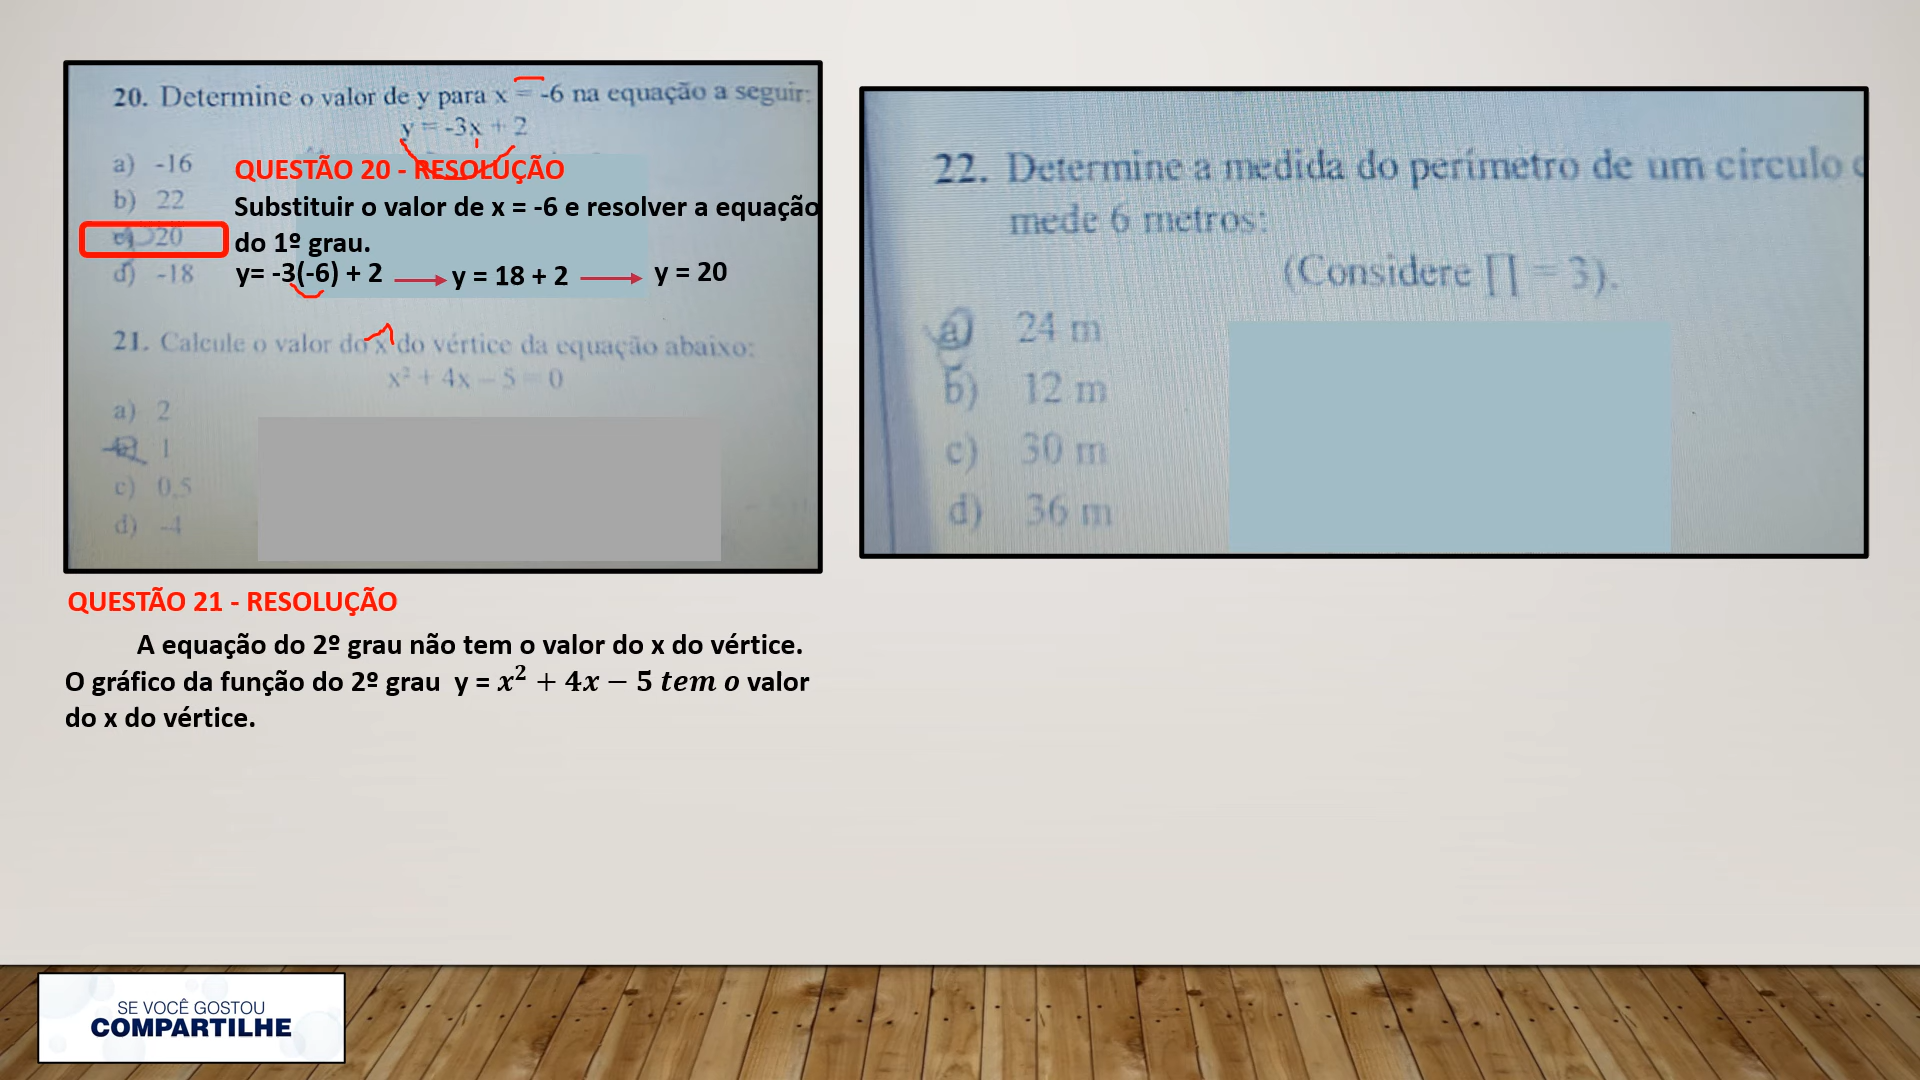 20. Determine o valor de y para x = -6 na equação a seguir:
y = -3x + 2
a) -16
b) 22
c) 20
d) -18
QUESTÃO 20 - RESOLUÇÃO
Substituir o valor de x = -6 e resolver a equação
do 1º grau.
y= -3(-6) + 2 → y = 18 + 2 → y = 20
21. Calcule o valor do x do vértice da equação abaixo:
x² + 4x - 5 = 0
a) 2
b) 1
c) 0,5
d) -4
QUESTÃO 21 - RESOLUÇÃO
A equação do 2º grau não tem o valor do x do vértice.
O gráfico da função do 2º grau y = x² + 4x − 5 tem o valor
do x do vértice.
22. Determine a medida do perímetro de um circulo
mede 6 metros:
(Considere ∏ = 3).
a) 24 m
b) 12 m
c) 30 m
d) 36 m
SE VOCÊ GOSTOU
COMPARTILHE